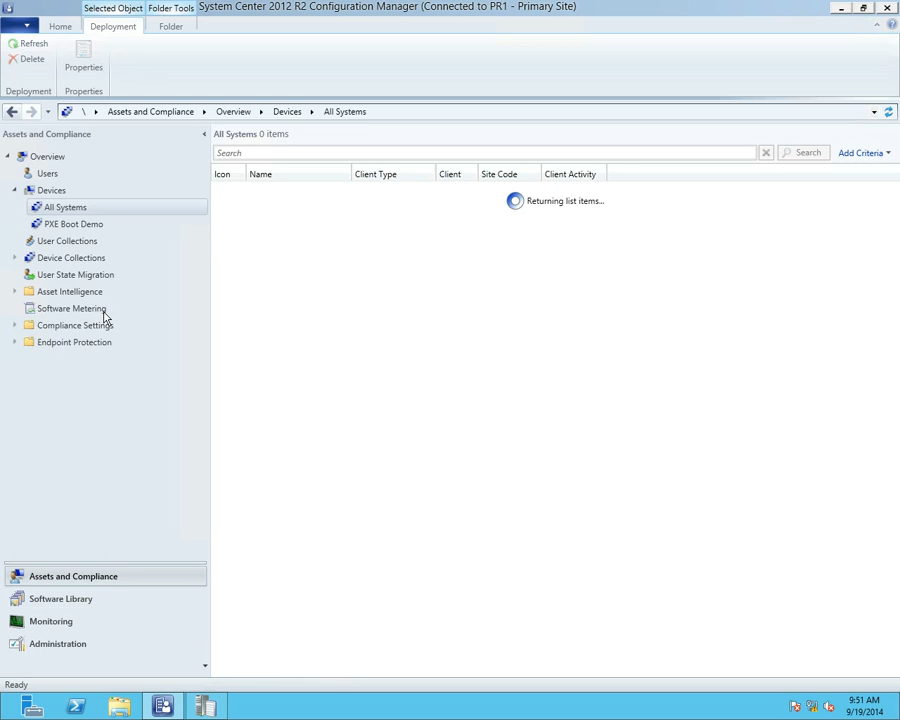 Selected Object Folder Tools System Center 2012 R2 Configuration Manager (Connected to PR1 - Primary Site)
Home Deployment Folder
Refresh
Delete
Properties
Deployment Properties
\ Assets and Compliance Overview Devices All Systems
Assets and Compliance
All Systems 0 items
Overview
Search Search Add Criteria
Users
Icon Name Client Type Client Site Code Client Activity
Devices
All Systems
Returning list items...
PXE Boot Demo
User Collections
Device Collections
User State Migration
Asset Intelligence
Software Metering
Compliance Settings
Endpoint Protection
Assets and Compliance
Software Library
Monitoring
Administration
Ready
9:51 AM
9/19/2014